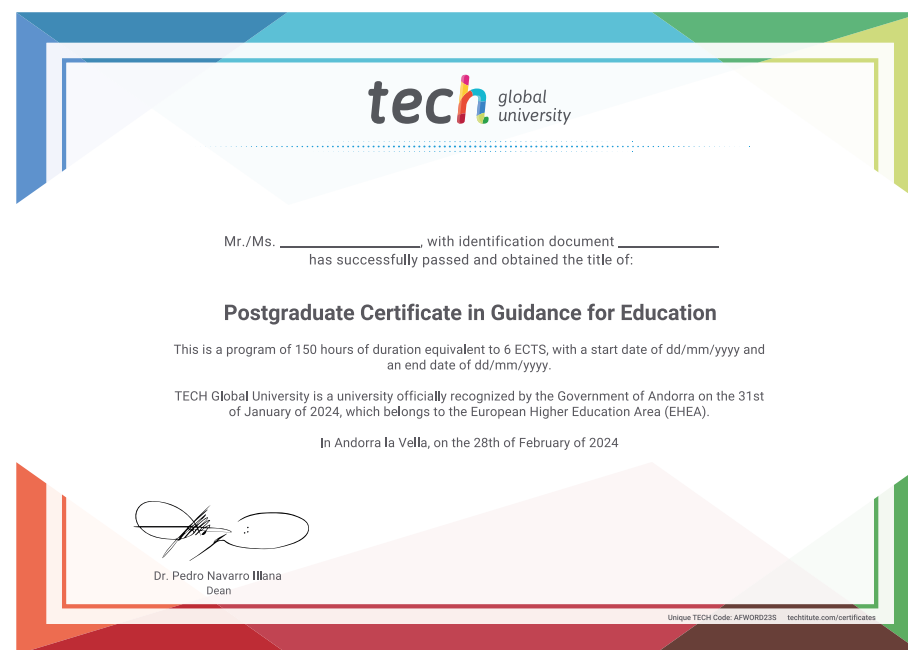 tech global
university
Mr./Ms. ____________________, with identification document ______________
has successfully passed and obtained the title of:
Postgraduate Certificate in Guidance for Education
This is a program of 150 hours of duration equivalent to 6 ECTS, with a start date of dd/mm/yyyy and
an end date of dd/mm/yyyy.
TECH Global University is a university officially recognized by the Government of Andorra on the 31st
of January of 2024, which belongs to the European Higher Education Area (EHEA).
In Andorra la Vella, on the 28th of February of 2024
Dr. Pedro Navarro Illana
Dean
Unique TECH Code: AFWORD23S techtitute.com/certificates